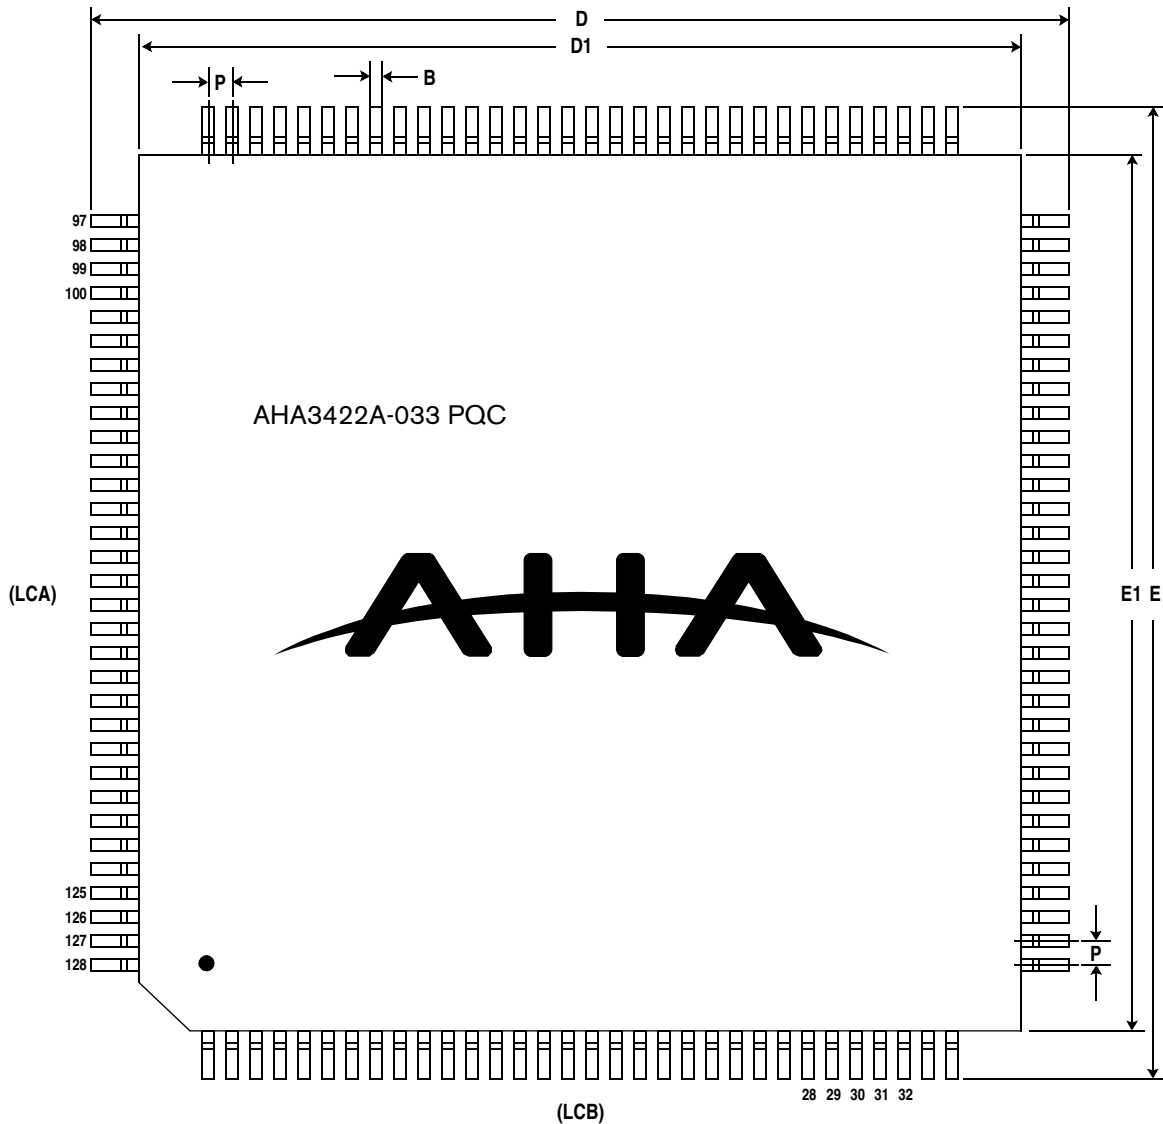 D
D1
P
B
97
98
99
100
AHA3422A-033 PQC
AHA
(LCA)
E1 E
125
126
127
128
P
28 29 30 31 32
(LCB)